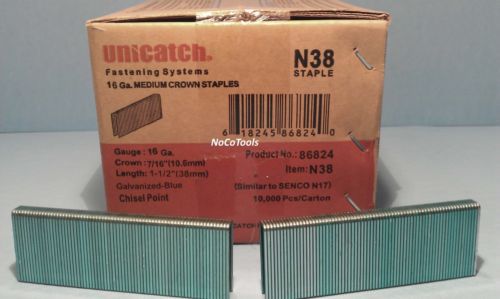 unicatch®
Fastening Systems
16 Ga. MEDIUM CROWN STAPLES
N38
STAPLE
6 18245 86824 0
NoCoTools
Gauge : 16 Ga.
Crown: 7/16"(10.6mm)
Length: 1-1/2"(38mm)
Galvanized-Blue
Chisel Point
Product No.: 86824
Item: N38
(Similar to SENCO N17)
10,000 Pcs/Carton
UNICATCH